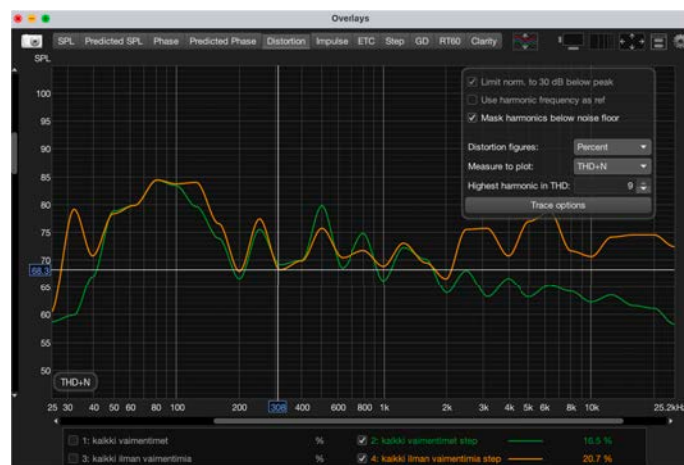 Overlays
SPL Predicted SPL Phase Predicted Phase Distortion Impulse ETC Step GD RT60 Clarity
SPL
Limit norm. to 30 dB below peak
Use harmonic frequency as ref
Mask harmonics below noise floor
Distortion figures: Percent
Measure to plot: THD+N
Highest harmonic in THD: 9
Trace options
100
95
90
85
80
75
70
68.3
65
60
55
50
THD+N
25 30 40 50 60 80 100 200 308 400 600 800 1k 2k 3k 4k 5k 6k 8k 10k 25.2kHz
1: kaikki vaimentimet % 2: kaikki vaimentimet step 16.5 %
3: kaikki ilman vaimentimia % 4: kaikki ilman vaimentimia step 20.7 %